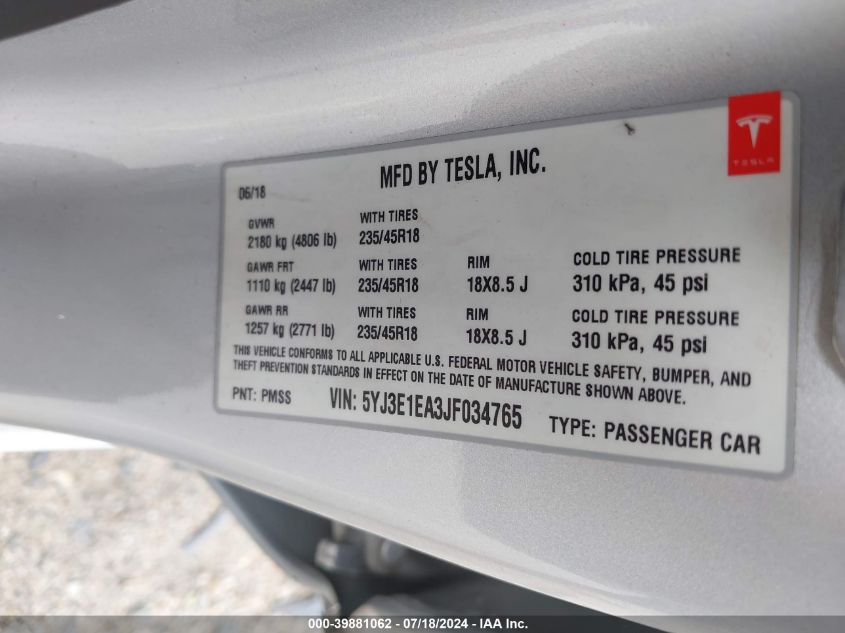 TESLA
MFD BY TESLA, INC.
06/18
GVWR WITH TIRES
2180 kg (4806 lb) 235/45R18
GAWR FRT WITH TIRES RIM COLD TIRE PRESSURE
1110 kg (2447 lb) 235/45R18 18X8.5 J 310 kPa, 45 psi
GAWR RR WITH TIRES RIM COLD TIRE PRESSURE
1257 kg (2771 lb) 235/45R18 18X8.5 J 310 kPa, 45 psi
THIS VEHICLE CONFORMS TO ALL APPLICABLE U.S. FEDERAL MOTOR VEHICLE SAFETY, BUMPER, AND
THEFT PREVENTION STANDARDS IN EFFECT ON THE DATE OF MANUFACTURE SHOWN ABOVE.
PNT: PMSS VIN: 5YJ3E1EA3JF034765 TYPE: PASSENGER CAR
000-39881062 - 07/18/2024 - IAA Inc.